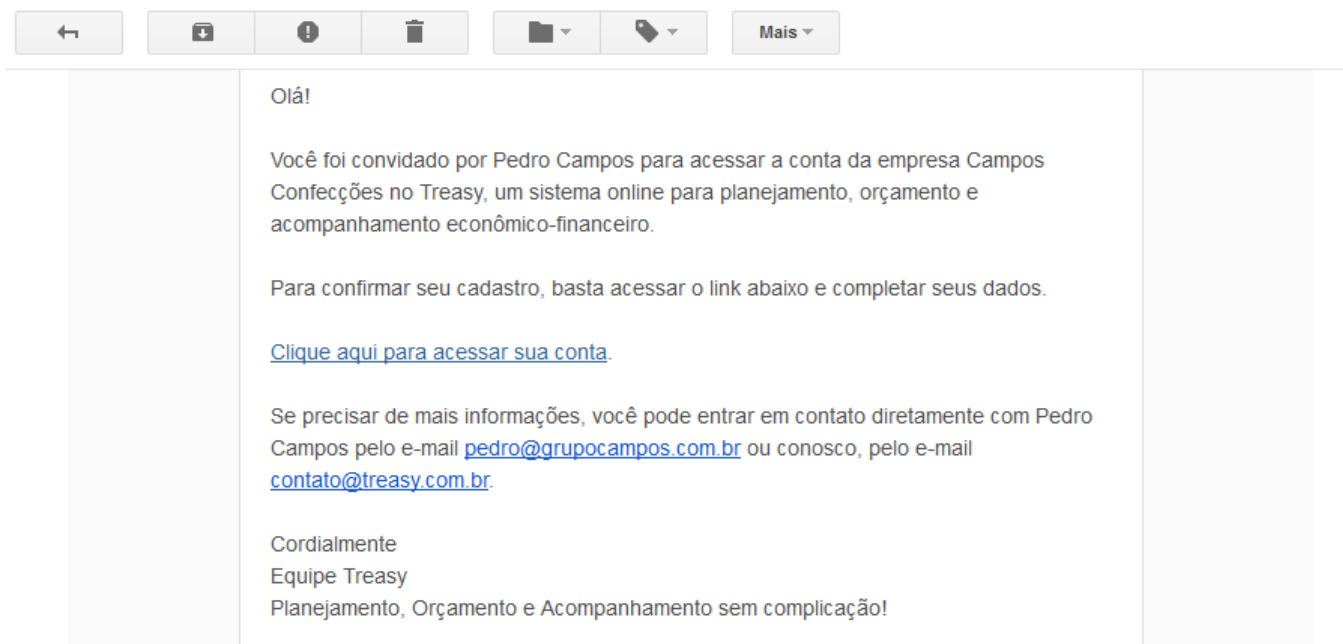 Mais
Olá!
Você foi convidado por Pedro Campos para acessar a conta da empresa Campos
Confecções no Treasy, um sistema online para planejamento, orçamento e
acompanhamento econômico-financeiro.
Para confirmar seu cadastro, basta acessar o link abaixo e completar seus dados.
Clique aqui para acessar sua conta.
Se precisar de mais informações, você pode entrar em contato diretamente com Pedro
Campos pelo e-mail pedro@grupocampos.com.br ou conosco, pelo e-mail
contato@treasy.com.br.
Cordialmente
Equipe Treasy
Planejamento, Orçamento e Acompanhamento sem complicação!